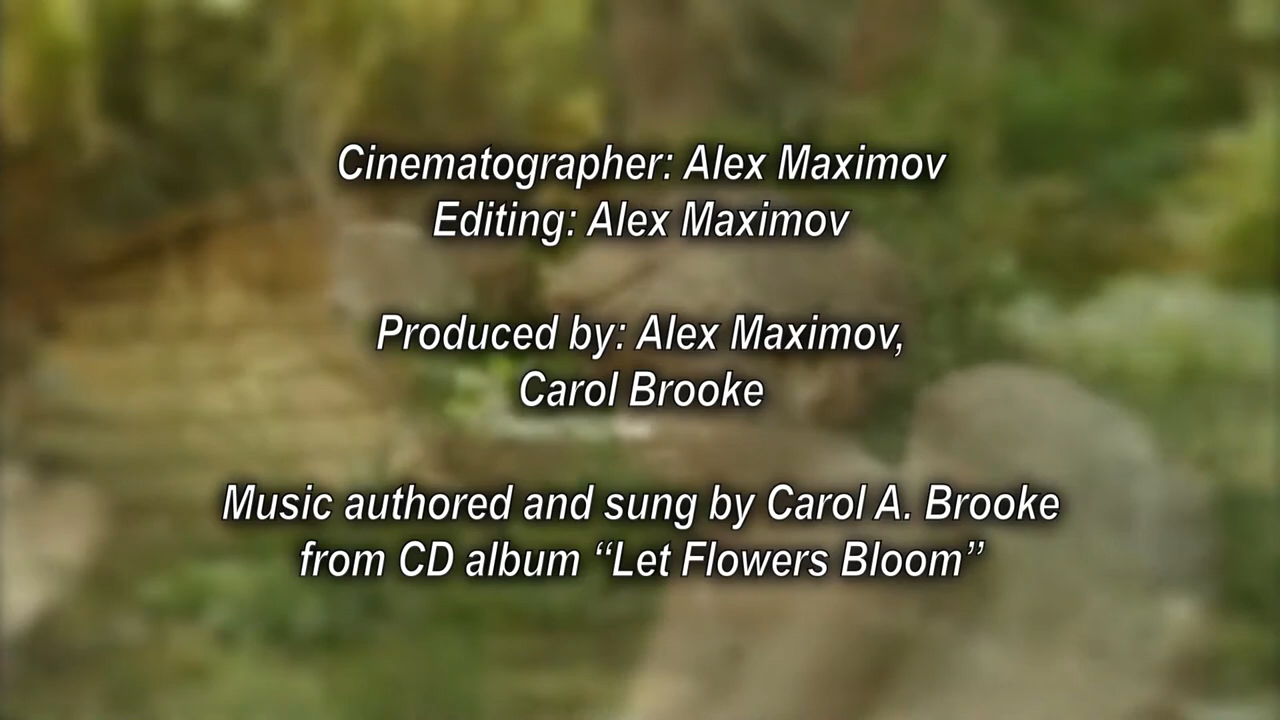 Cinematographer: Alex Maximov
Editing: Alex Maximov
Produced by: Alex Maximov,
Carol Brooke
Music authored and sung by Carol A. Brooke
from CD album “Let Flowers Bloom”